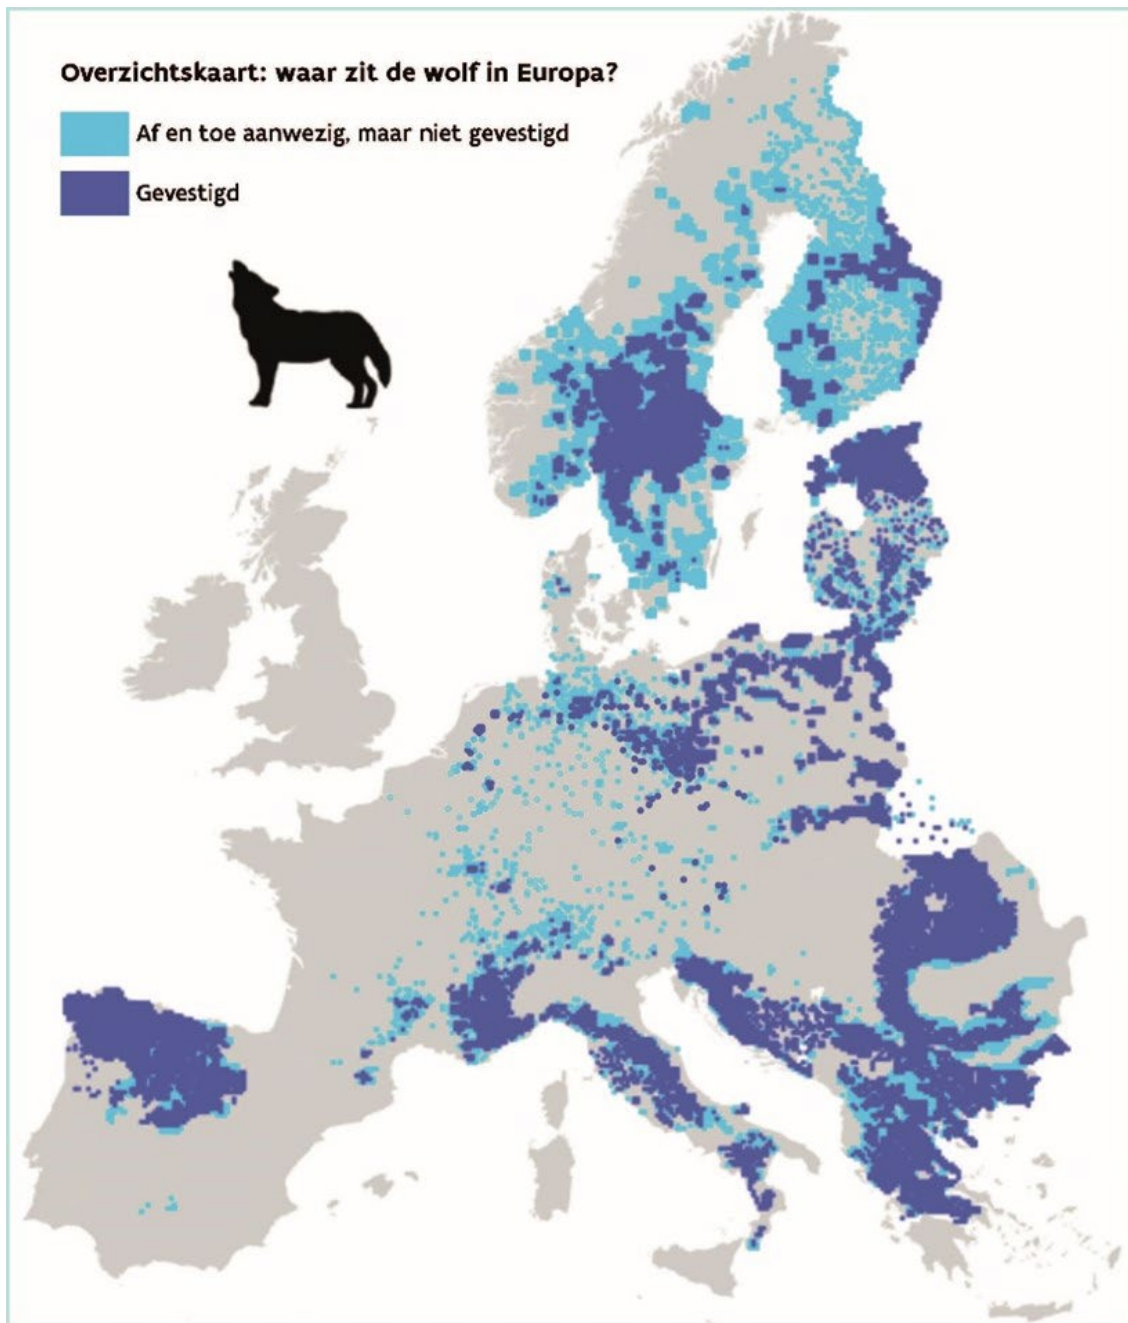 Overzichtskaart: waar zit de wolf in Europa?
Af en toe aanwezig, maar niet gevestigd
Gevestigd